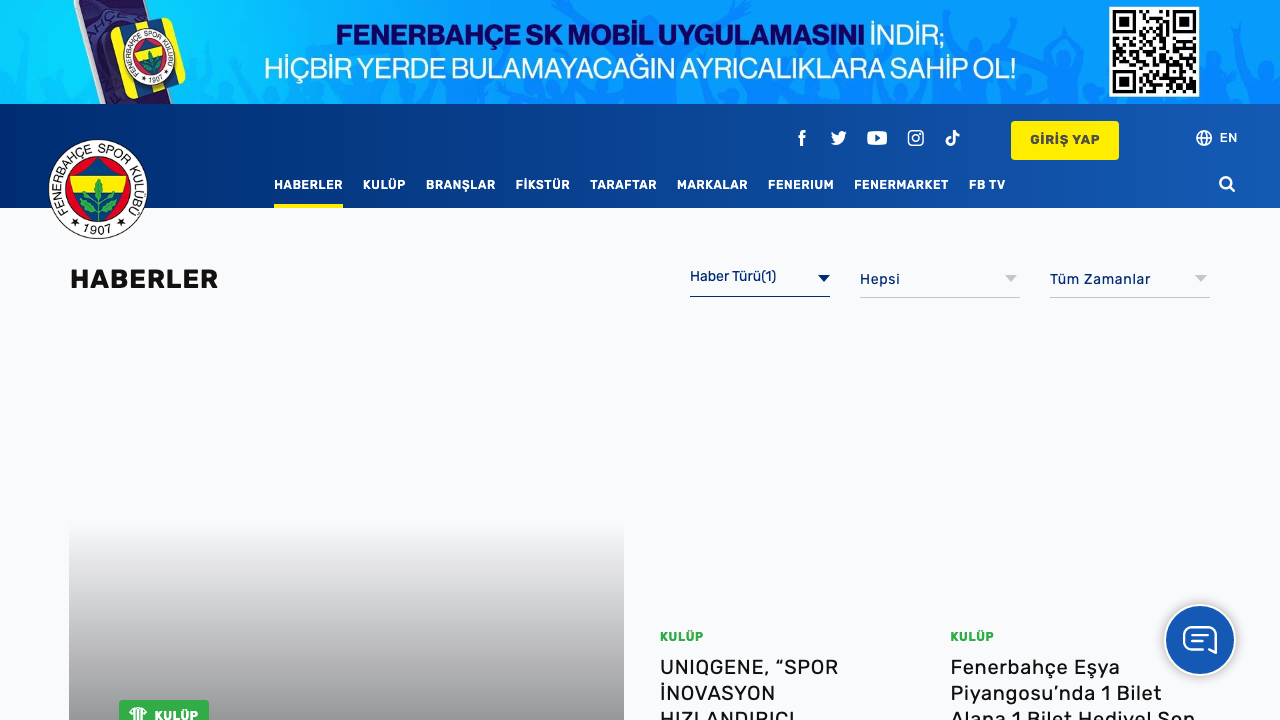 FENERBAHÇE SK MOBİL UYGULAMASINI İNDİR;
HİÇBİR YERDE BULAMAYACAĞIN AYRICALIKLARA SAHİP OL!
GİRİŞ YAP
EN
FENERBAHÇE SPOR KULÜBÜ
★ 1907 ★
HABERLER KULÜP BRANŞLAR FİKSTÜR TARAFTAR MARKALAR FENERIUM FENERMARKET FB TV
HABERLER
Haber Türü(1)
Hepsi
Tüm Zamanlar
KULÜP
KULÜP
UNIQGENE, “SPOR
İNOVASYON
HIZLANDIRICI
KULÜP
Fenerbahçe Eşya
Piyangosu’nda 1 Bilet
Alana 1 Bilet Hediye! Son